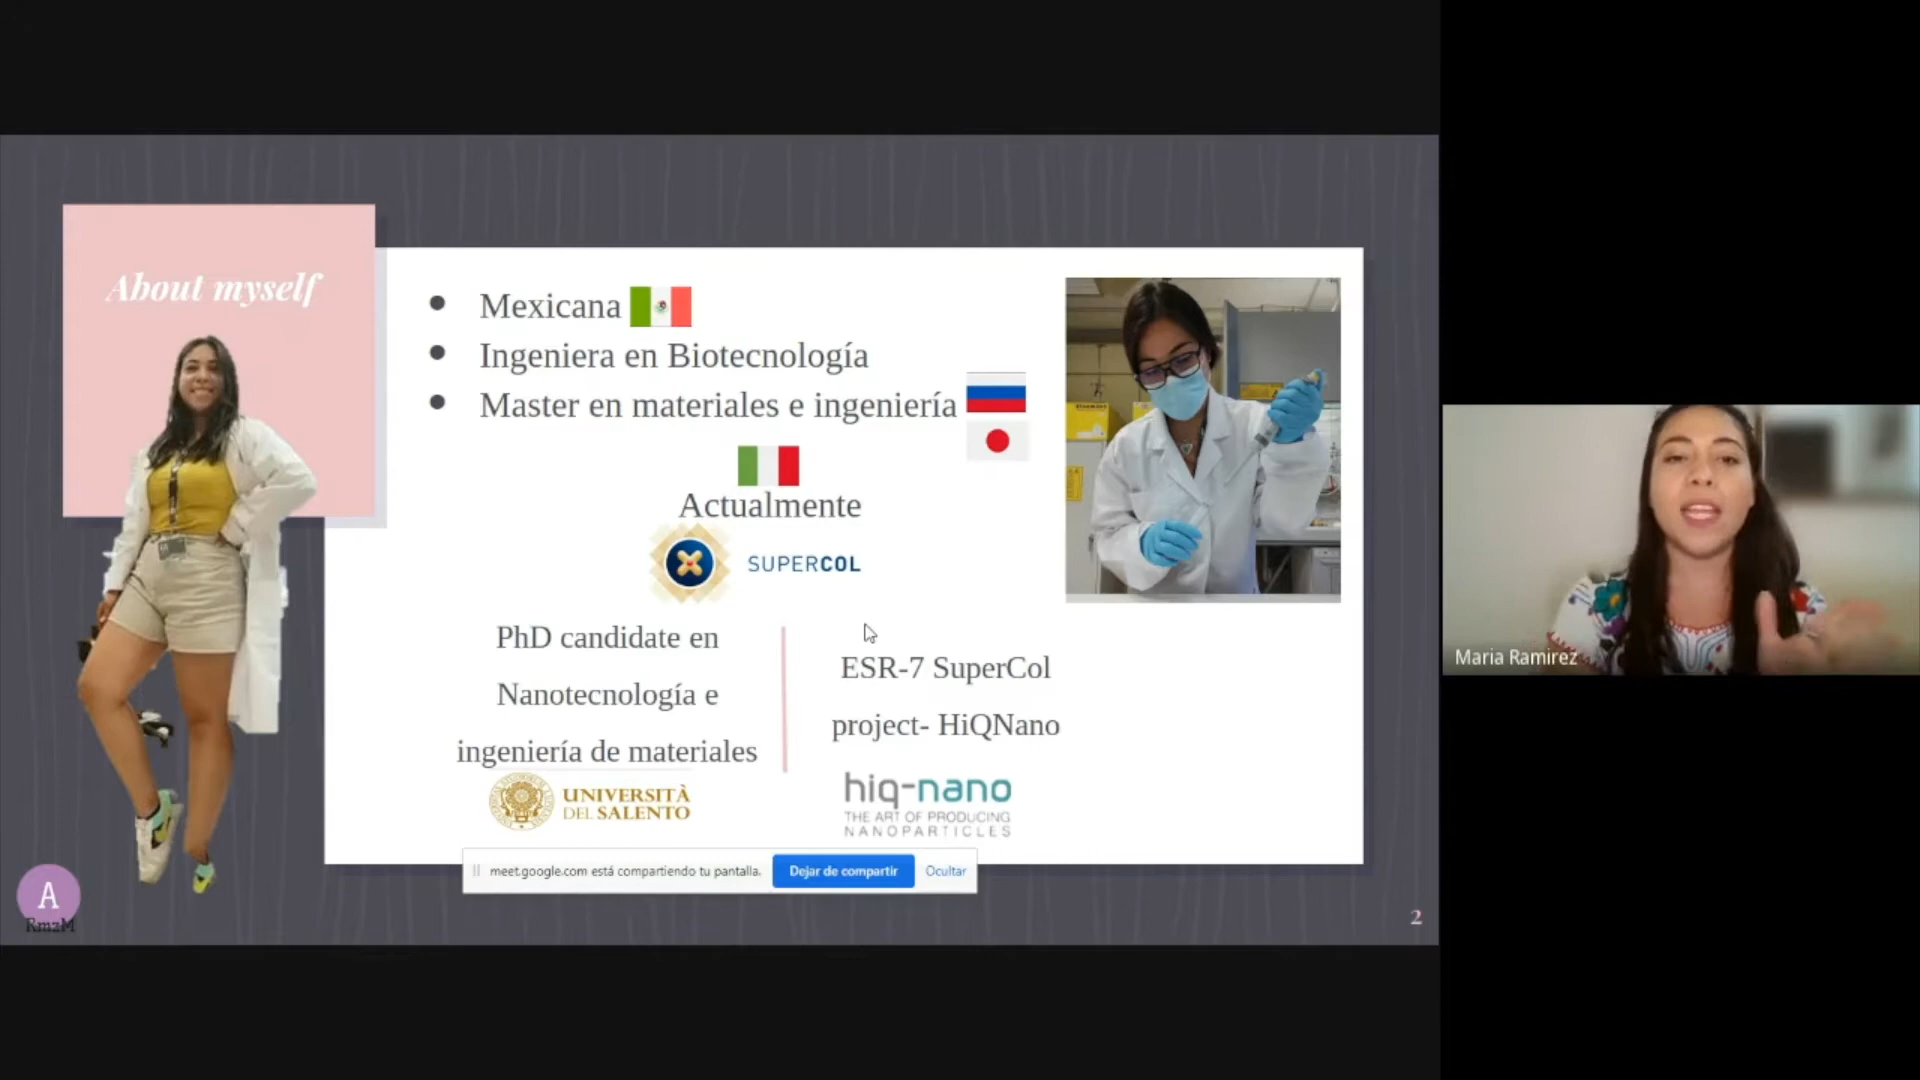 About myself
Mexicana
Ingeniera en Biotecnología
Master en materiales e ingeniería
Actualmente
SUPERCOL
PhD candidate en
Nanotecnología e
ingeniería de materiales
UNIVERSITÀ
DEL SALENTO
ESR-7 SuperCol
project- HiQNano
hiq-nano
THE ART OF PRODUCING
NANOPARTICLES
meet.google.com está compartiendo tu pantalla.
Dejar de compartir
Ocultar
A
RmzM
2
Maria Ramirez